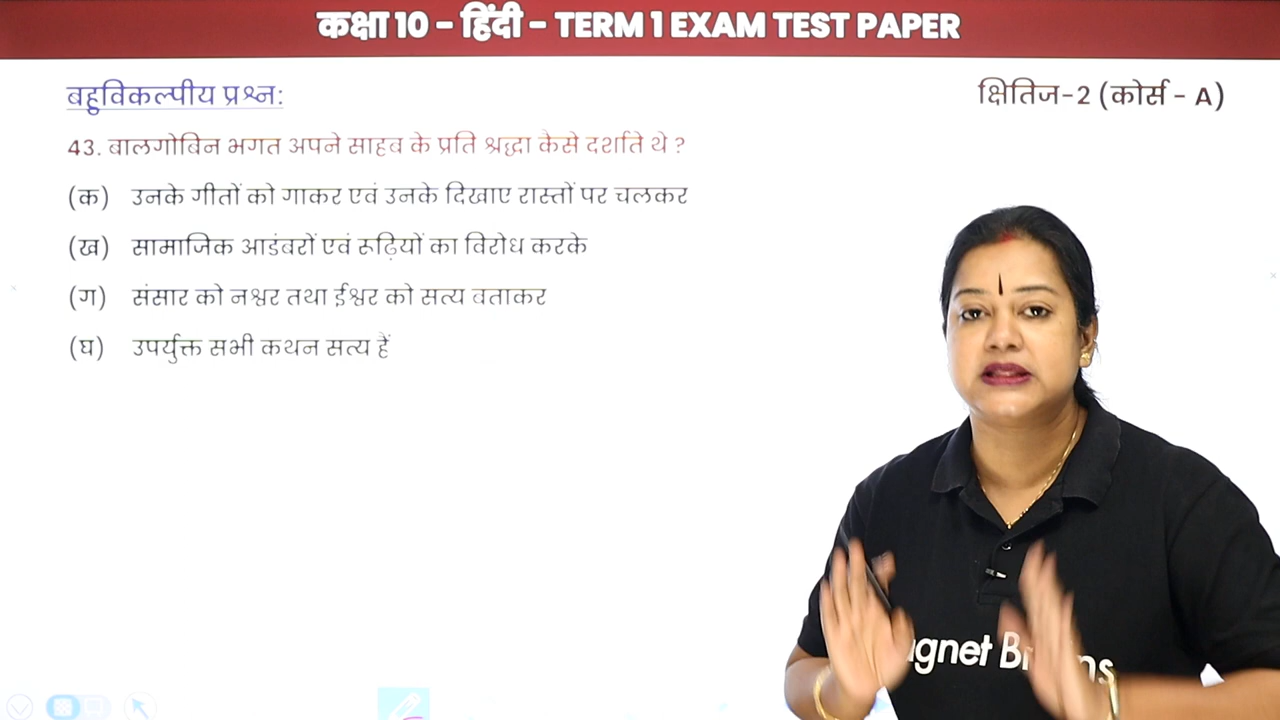 कक्षा 10 - हिंदी - TERM 1 EXAM TEST PAPER
बहुविकल्पीय प्रश्न:
क्षितिज-2 (कोर्स - A)
43. बालगोबिन भगत अपने साहब के प्रति श्रद्धा कैसे दर्शाते थे ?
(क) उनके गीतों को गाकर एवं उनके दिखाए रास्तों पर चलकर
(ख) सामाजिक आडंबरों एवं रूढ़ियों का विरोध करके
(ग) संसार को नश्वर तथा ईश्वर को सत्य बताकर
(घ) उपर्युक्त सभी कथन सत्य हैं